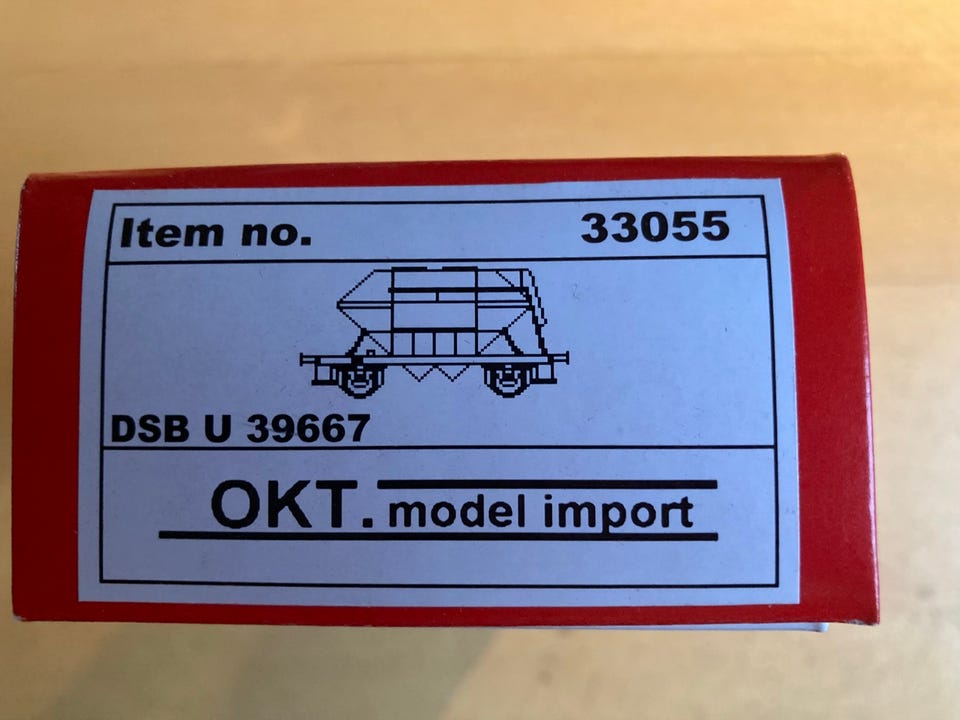 Item no. 33055
DSB U 39667
OKT. model import